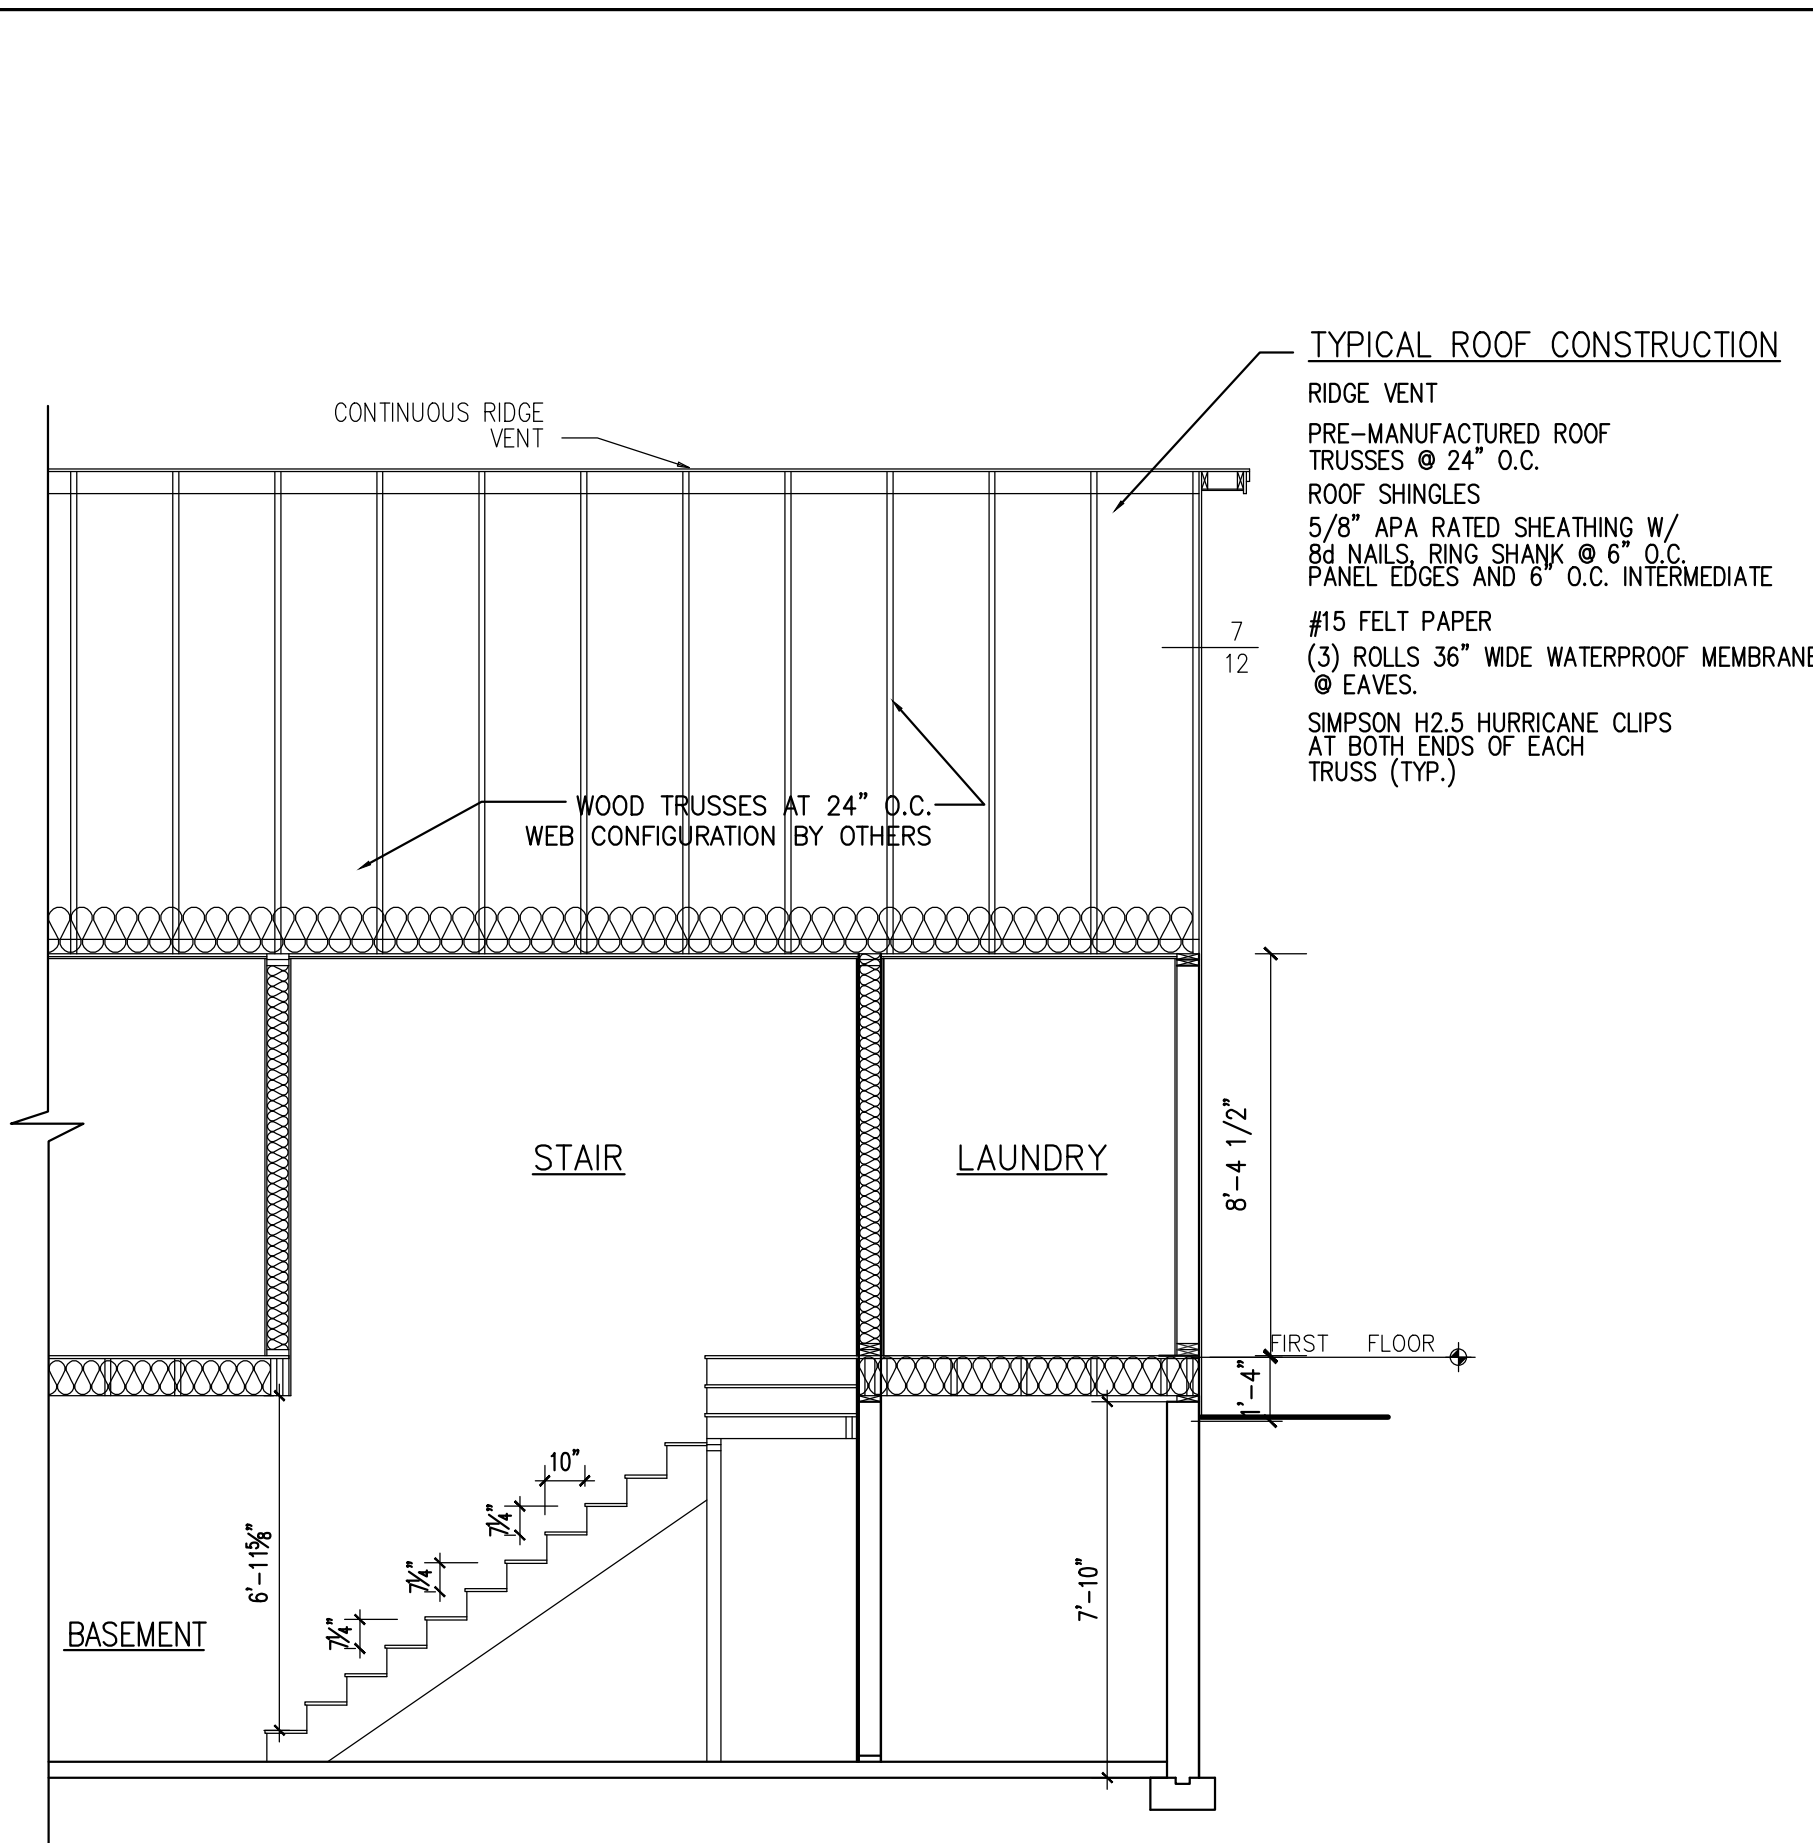 TYPICAL ROOF CONSTRUCTION
RIDGE VENT
PRE-MANUFACTURED ROOF
TRUSSES @ 24" O.C.
ROOF SHINGLES
5/8" APA RATED SHEATHING W/
8d NAILS, RING SHANK @ 6" O.C.
PANEL EDGES AND 6" O.C. INTERMEDIATE
#15 FELT PAPER
(3) ROLLS 36" WIDE WATERPROOF MEMBRANE
@ EAVES.
SIMPSON H2.5 HURRICANE CLIPS
AT BOTH ENDS OF EACH
TRUSS (TYP.)
CONTINUOUS RIDGE
VENT
7
12
WOOD TRUSSES AT 24" O.C.
WEB CONFIGURATION BY OTHERS
STAIR
LAUNDRY
8'-4 1/2"
FIRST FLOOR
1'-4"
10"
7¼"
7¼"
7¼"
6'-11⅝"
7'-10"
BASEMENT